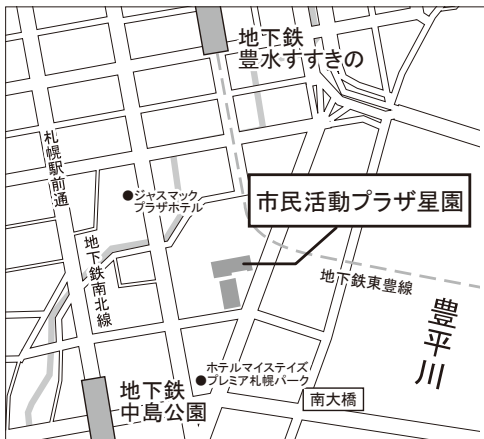 地下鉄
豊水すすきの
札幌駅前通
ジャスマック
プラザホテル
市民活動プラザ星園
地下鉄南北線
地下鉄東豊線
豊平川
ホテルマイステイズ
プレミア札幌パーク
地下鉄
中島公園
南大橋